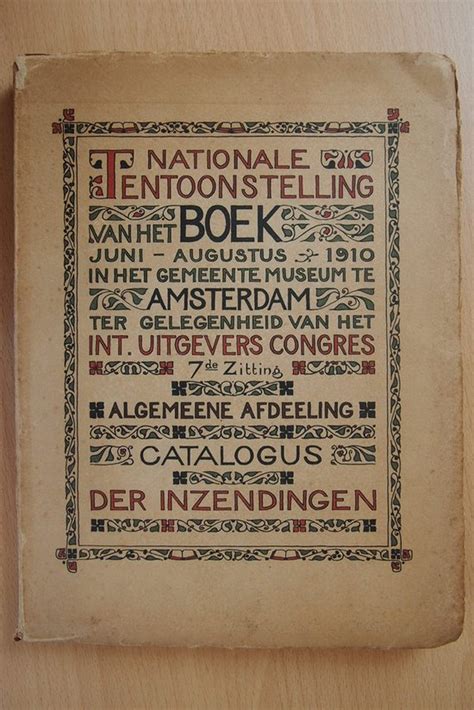 NATIONALE
TENTOONSTELLING
VAN HET BOEK
JUNI - AUGUSTUS 1910
IN HET GEMEENTE MUSEUM TE
AMSTERDAM
TER GELEGENHEID VAN HET
INT. UITGEVERS CONGRES
7de Zitting
ALGEMEENE AFDEELING
CATALOGUS
DER INZENDINGEN